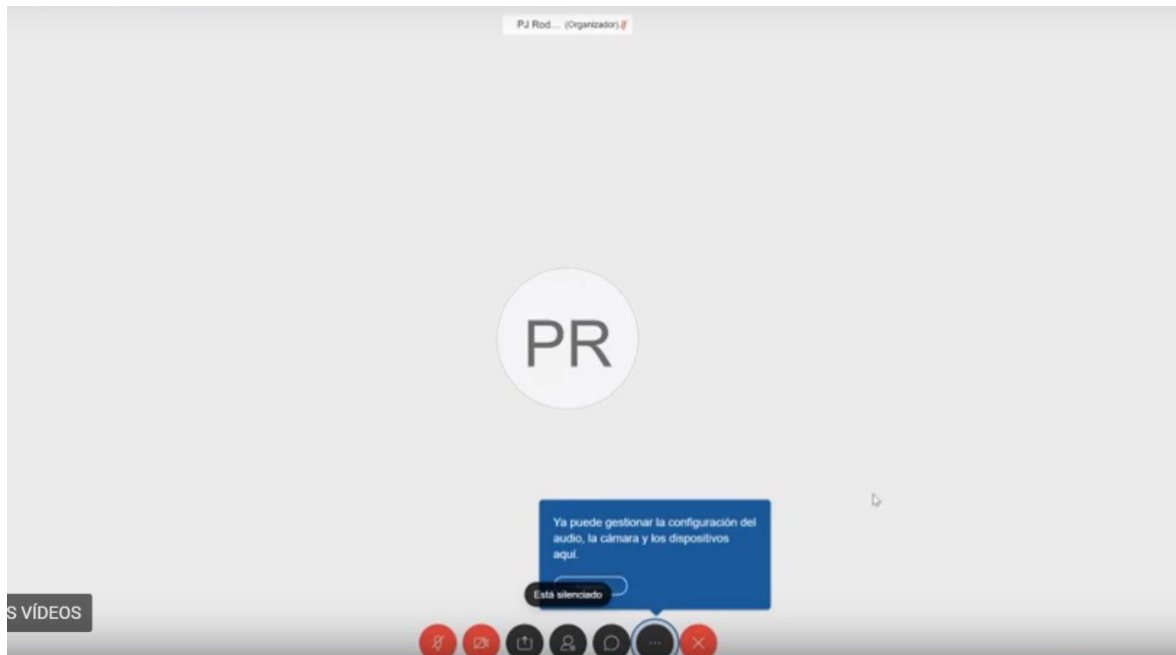 PJ Rod... (Organizador)
PR
Ya puede gestionar la configuración del
audio, la cámara y los dispositivos
aquí.
Está silenciado
S VÍDEOS